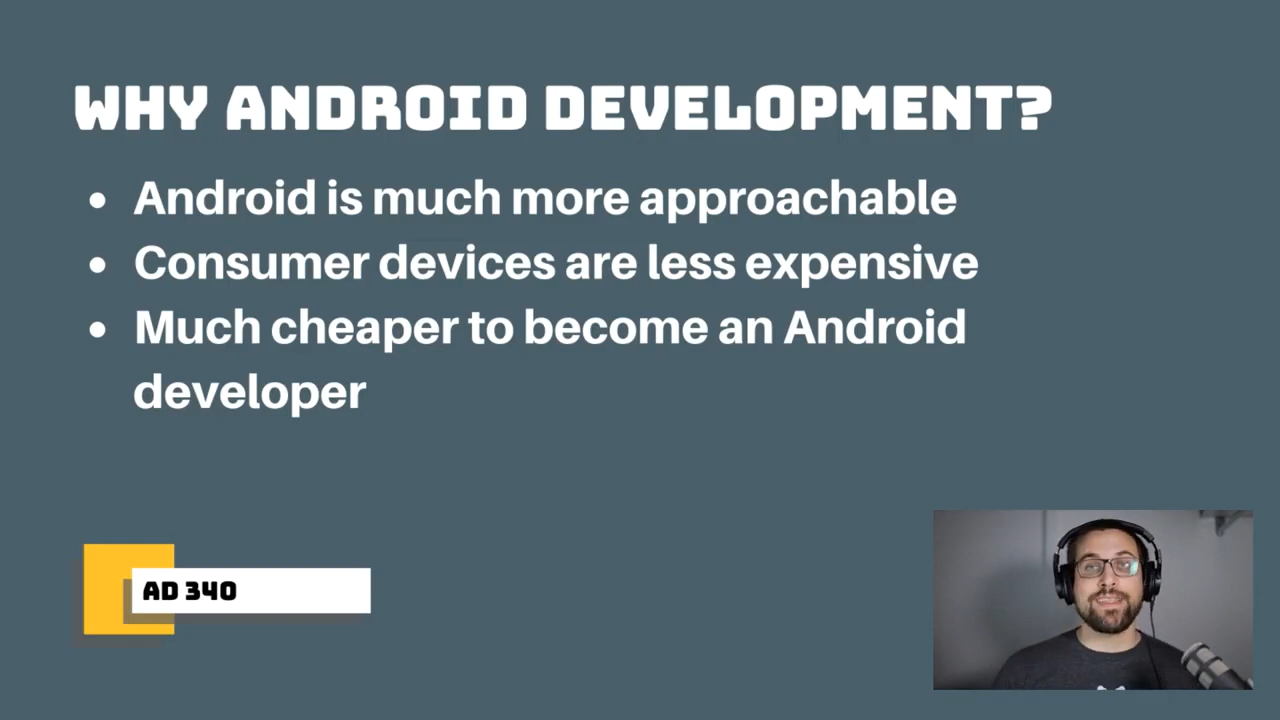 WHY ANDROID DEVELOPMENT?
• Android is much more approachable
• Consumer devices are less expensive
• Much cheaper to become an Android
developer
AD 340